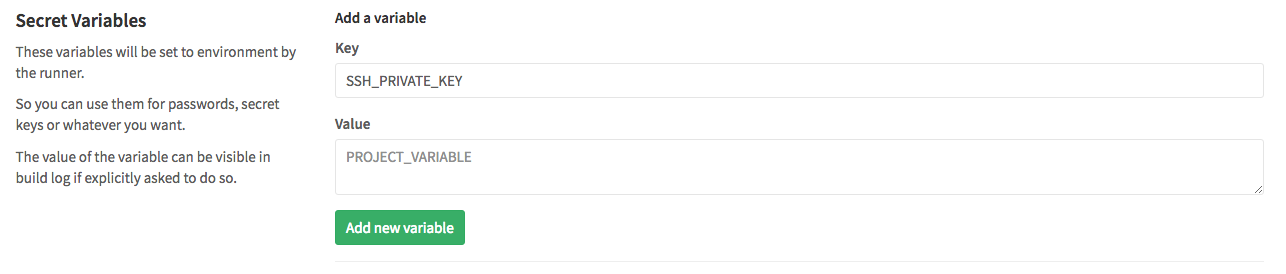 Secret Variables
These variables will be set to environment by
the runner.
So you can use them for passwords, secret
keys or whatever you want.
The value of the variable can be visible in
build log if explicitly asked to do so.
Add a variable
Key
SSH_PRIVATE_KEY
Value
PROJECT_VARIABLE
Add new variable